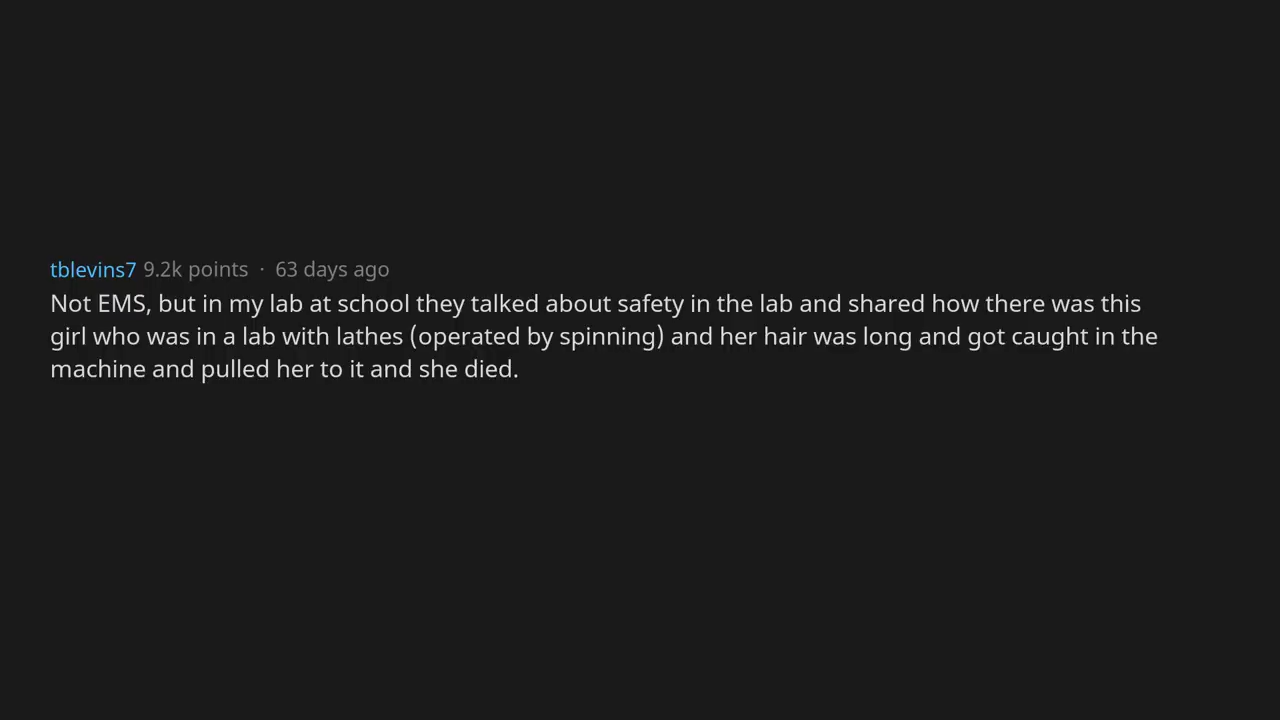 tblevins7 9.2k points · 63 days ago
Not EMS, but in my lab at school they talked about safety in the lab and shared how there was this
girl who was in a lab with lathes (operated by spinning) and her hair was long and got caught in the
machine and pulled her to it and she died.